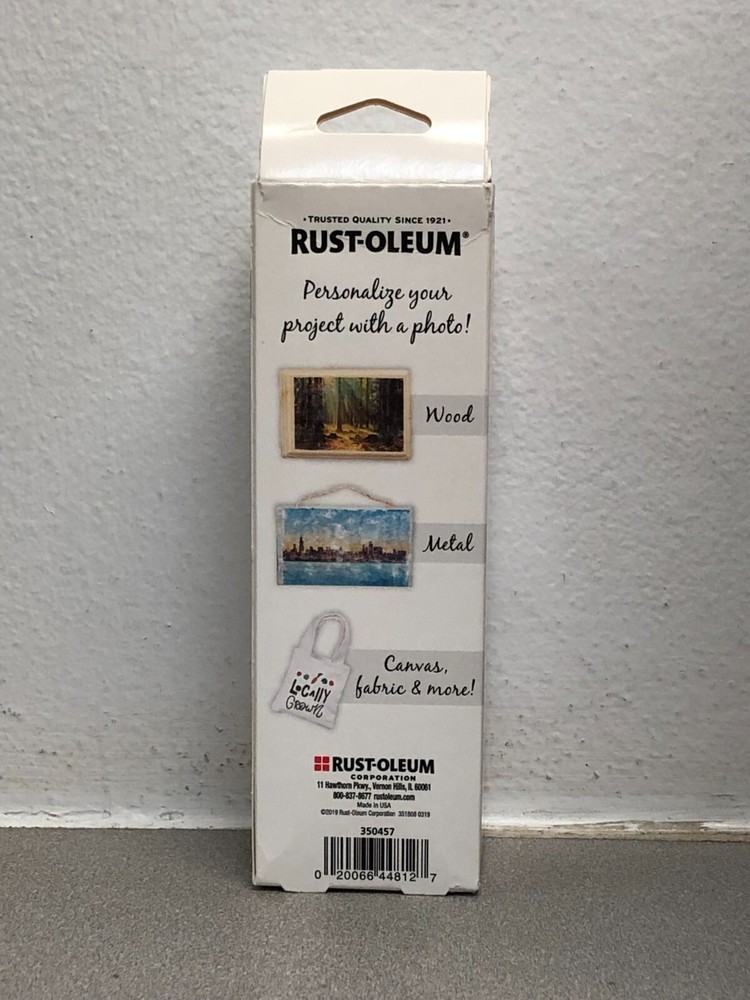 • TRUSTED QUALITY SINCE 1921 •
RUST-OLEUM®
Personalize your
project with a photo!
Wood
Metal
Canvas,
fabric & more!
LOCALLY
GROWN
RUST-OLEUM
CORPORATION
11 Hawthorn Pkwy., Vernon Hills, IL 60061
800-837-8677 rustoleum.com
Made in USA
©2019 Rust-Oleum Corporation 351808 0319
350457
0 20066 44812 7